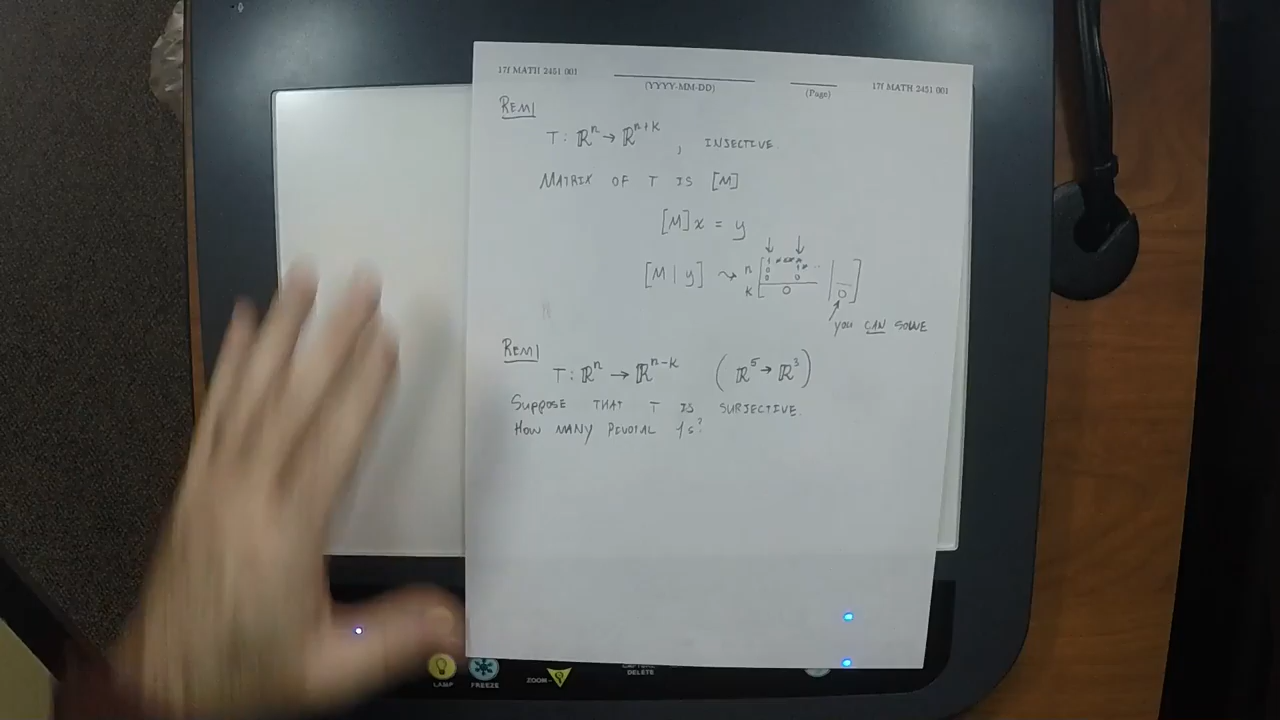 17f MATH 2451 001
(YYYY-MM-DD)
(Page)
17f MATH 2451 001
REM|
T: ℝⁿ → ℝⁿ⁺ᵏ, INJECTIVE.
MATRIX OF T IS [M]
[M]x = y
[M | y] ⇝
n
k
0
0
you CAN SOLVE
REM|
T: ℝⁿ → ℝⁿ⁻ᵏ (ℝ⁵ → ℝ³)
SUPPOSE THAT T IS SURJECTIVE.
HOW MANY PIVOTAL 1s?
LAMP
FREEZE
ZOOM
DELETE